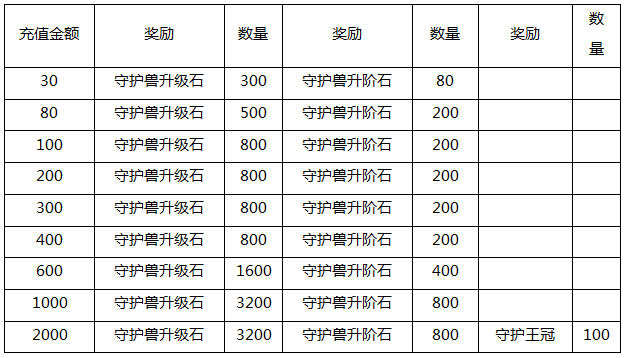 充值金额 奖励 数量 奖励 数量 奖励 数量
30 守护兽升级石 300 守护兽升阶石 80
80 守护兽升级石 500 守护兽升阶石 200
100 守护兽升级石 800 守护兽升阶石 200
200 守护兽升级石 800 守护兽升阶石 200
300 守护兽升级石 800 守护兽升阶石 200
400 守护兽升级石 800 守护兽升阶石 200
600 守护兽升级石 1600 守护兽升阶石 400
1000 守护兽升级石 3200 守护兽升阶石 800
2000 守护兽升级石 3200 守护兽升阶石 800 守护王冠 100